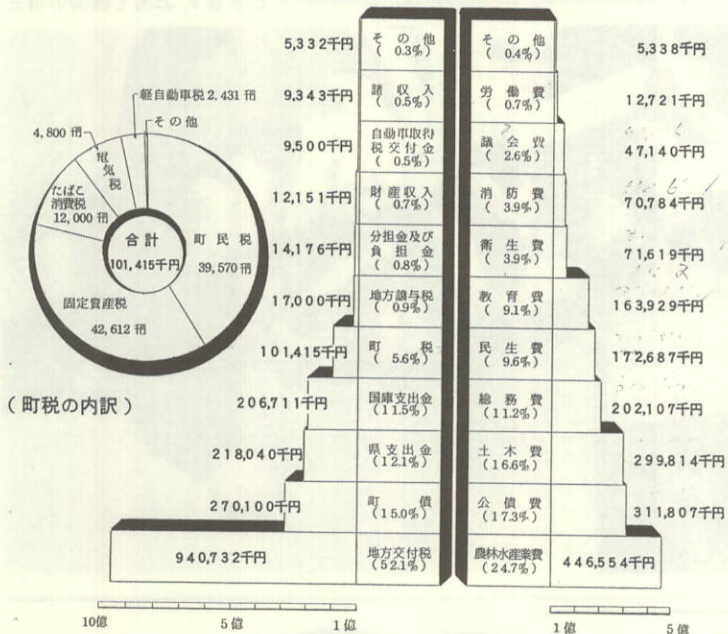 軽自動車税 2,431 千円
その他
4,800 千円
電気税
たばこ
消費税
12,000 千円
合計
101,415千円
町民税
39,570 千円
固定資産税
42,612 千円
(町税の内訳)
5,332千円
その他
(0.3%)
9,343千円
諸収入
(0.5%)
9,500千円
自動車取得
税交付金
(0.5%)
12,151千円
財産収入
(0.7%)
14,176千円
分担金及び
負担金
(0.8%)
17,000千円
地方譲与税
(0.9%)
101,415千円
町税
(5.6%)
206,711千円
国庫支出金
(11.5%)
218,040千円
県支出金
(12.1%)
270,100千円
町債
(15.0%)
940,732千円
地方交付税
(52.1%)
その他
(0.4%)
5,338千円
労働費
(0.7%)
12,721千円
議会費
(2.6%)
47,140千円
消防費
(3.9%)
70,784千円
衛生費
(3.9%)
71,619千円
教育費
(9.1%)
163,929千円
民生費
(9.6%)
172,687千円
総務費
(11.2%)
202,107千円
土木費
(16.6%)
299,814千円
公債費
(17.3%)
311,807千円
農林水産業費
(24.7%)
446,554千円
10億
5億
1億
1億
5億